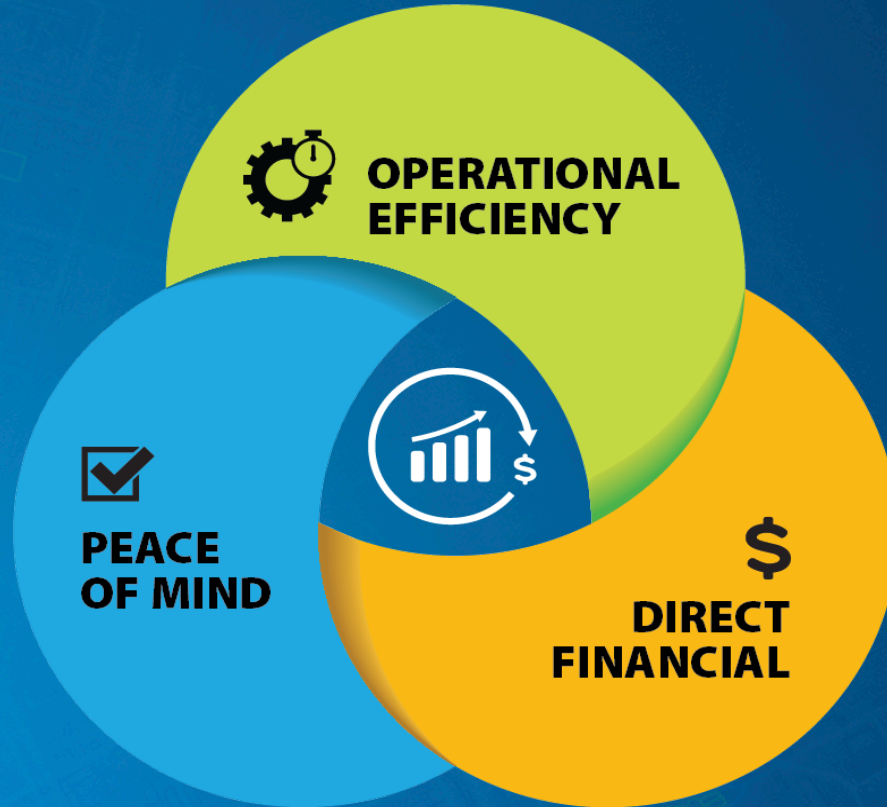 OPERATIONAL
EFFICIENCY
PEACE
OF MIND
$
$
DIRECT
FINANCIAL